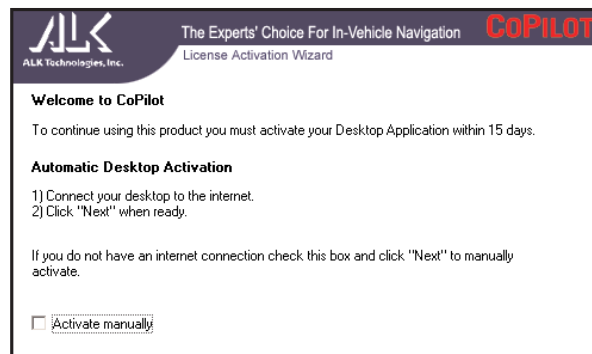 ALK
ALK Technologies, Inc.
The Experts' Choice For In-Vehicle Navigation
COPILOT
License Activation Wizard
Welcome to CoPilot
To continue using this product you must activate your Desktop Application within 15 days.
Automatic Desktop Activation
1) Connect your desktop to the internet.
2) Click "Next" when ready.
If you do not have an internet connection check this box and click "Next" to manually
activate.
Activate manually